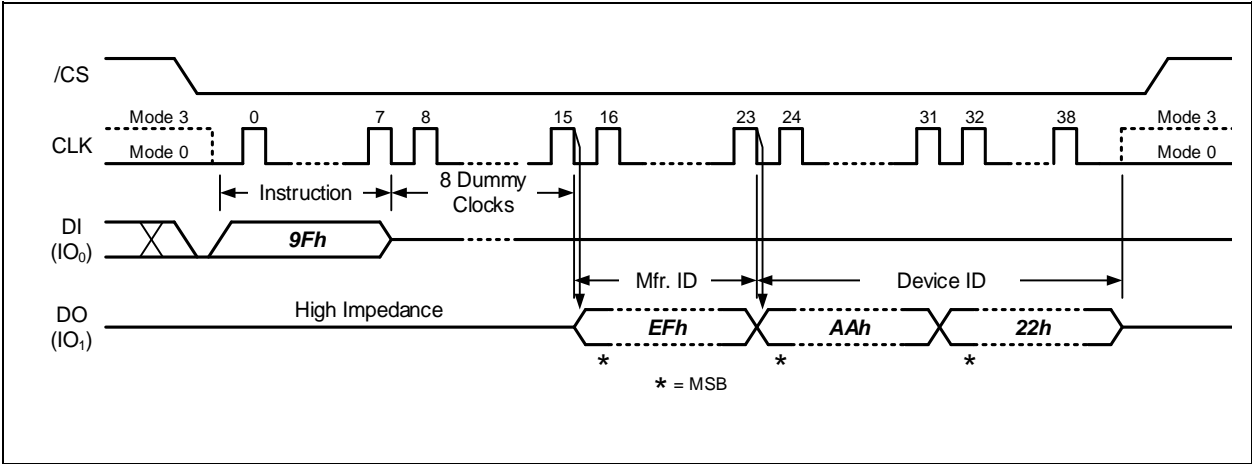 /CS
Mode 3 0 7 8 15 16 23 24 31 32 38 Mode 3
CLK
Mode 0 Mode 0
Instruction 8 Dummy
Clocks
DI
(IO₀)
9Fh
Mfr. ID Device ID
DO
(IO₁)
High Impedance
EFh AAh 22h
* * *
* = MSB